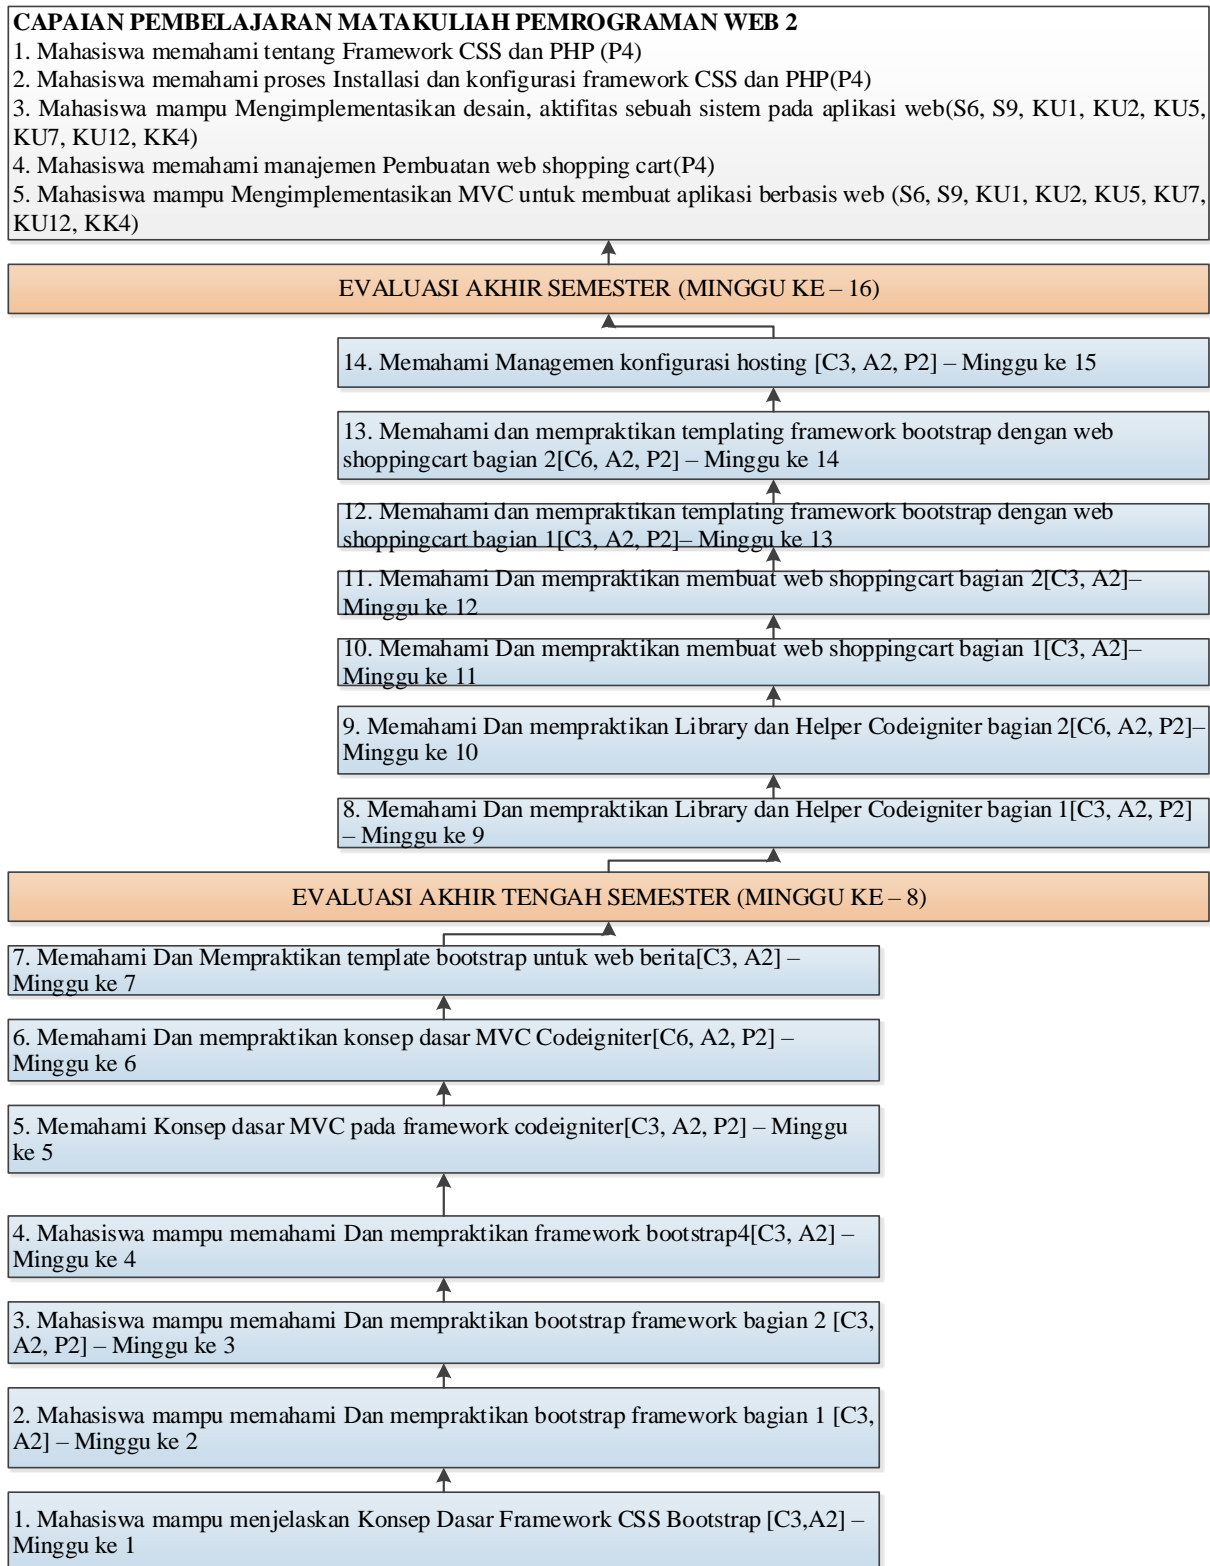 CAPAIAN PEMBELAJARAN MATAKULIAH PEMROGRAMAN WEB 2
1. Mahasiswa memahami tentang Framework CSS dan PHP (P4)
2. Mahasiswa memahami proses Installasi dan konfigurasi framework CSS dan PHP(P4)
3. Mahasiswa mampu Mengimplementasikan desain, aktifitas sebuah sistem pada aplikasi web(S6, S9, KU1, KU2, KU5,
KU7, KU12, KK4)
4. Mahasiswa memahami manajemen Pembuatan web shopping cart(P4)
5. Mahasiswa mampu Mengimplementasikan MVC untuk membuat aplikasi berbasis web (S6, S9, KU1, KU2, KU5, KU7,
KU12, KK4)
EVALUASI AKHIR SEMESTER (MINGGU KE – 16)
14. Memahami Managemen konfigurasi hosting [C3, A2, P2] – Minggu ke 15
13. Memahami dan mempraktikan templating framework bootstrap dengan web
shoppingcart bagian 2[C6, A2, P2] – Minggu ke 14
12. Memahami dan mempraktikan templating framework bootstrap dengan web
shoppingcart bagian 1[C3, A2, P2]– Minggu ke 13
11. Memahami Dan mempraktikan membuat web shoppingcart bagian 2[C3, A2]–
Minggu ke 12
10. Memahami Dan mempraktikan membuat web shoppingcart bagian 1[C3, A2]–
Minggu ke 11
9. Memahami Dan mempraktikan Library dan Helper Codeigniter bagian 2[C6, A2, P2]–
Minggu ke 10
8. Memahami Dan mempraktikan Library dan Helper Codeigniter bagian 1[C3, A2, P2]
– Minggu ke 9
EVALUASI AKHIR TENGAH SEMESTER (MINGGU KE – 8)
7. Memahami Dan Mempraktikan template bootstrap untuk web berita[C3, A2] –
Minggu ke 7
6. Memahami Dan mempraktikan konsep dasar MVC Codeigniter[C6, A2, P2] –
Minggu ke 6
5. Memahami Konsep dasar MVC pada framework codeigniter[C3, A2, P2] – Minggu
ke 5
4. Mahasiswa mampu memahami Dan mempraktikan framework bootstrap4[C3, A2] –
Minggu ke 4
3. Mahasiswa mampu memahami Dan mempraktikan bootstrap framework bagian 2 [C3,
A2, P2] – Minggu ke 3
2. Mahasiswa mampu memahami Dan mempraktikan bootstrap framework bagian 1 [C3,
A2] – Minggu ke 2
1. Mahasiswa mampu menjelaskan Konsep Dasar Framework CSS Bootstrap [C3,A2] –
Minggu ke 1